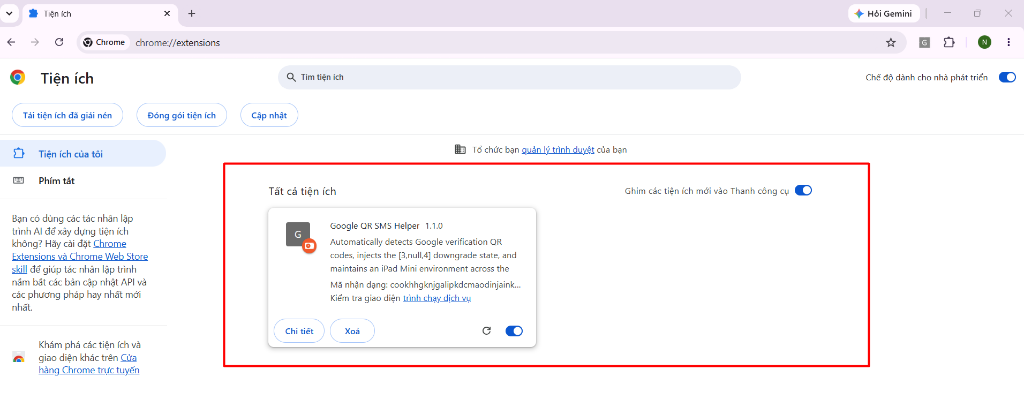 Tiện ích
Hỏi Gemini
Chrome
chrome://extensions
G
N
Tiện ích
Tìm tiện ích
Chế độ dành cho nhà phát triển
Tải tiện ích đã giải nén
Đóng gói tiện ích
Cập nhật
Tiện ích của tôi
Phím tắt
Bạn có dùng các tác nhân lập
trình AI để xây dựng tiện ích
không? Hãy cài đặt Chrome
Extensions và Chrome Web Store
skill để giúp tác nhân lập trình
nắm bắt các bản cập nhật API và
các phương pháp hay nhất mới
nhất.
Khám phá các tiện ích và
giao diện khác trên Cửa
hàng Chrome trực tuyến
Tổ chức bạn quản lý trình duyệt của bạn
Tất cả tiện ích
Ghim các tiện ích mới vào Thanh công cụ
G
Google QR SMS Helper 1.1.0
Automatically detects Google verification QR
codes, injects the [3,null,4] downgrade state, and
maintains an iPad Mini environment across the
Mã nhận dạng: cookhhgknjgalipkdcmaodinjaink...
Kiểm tra giao diện trình chạy dịch vụ
Chi tiết
Xoá